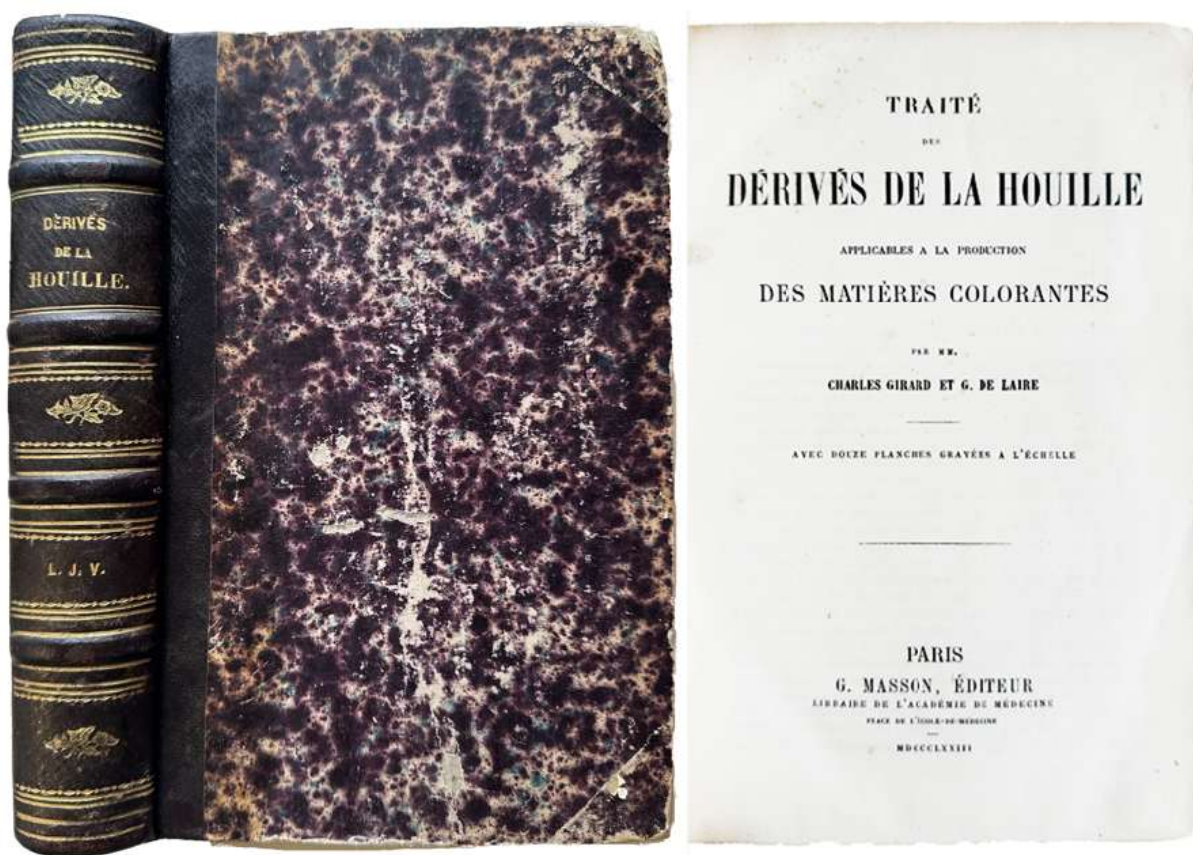 DÉRIVÉS
DE LA
HOUILLE.
L. J. V.
TRAITÉ
DES
DÉRIVÉS DE LA HOUILLE
APPLICABLES A LA PRODUCTION
DES MATIÈRES COLORANTES
PAR MM.
CHARLES GIRARD ET G. DE LAIRE
AVEC DOUZE PLANCHES GRAVÉES A L'ÉCHELLE
PARIS
G. MASSON, ÉDITEUR
LIBRAIRE DE L'ACADÉMIE DE MÉDECINE
PLACE DE L'ÉCOLE-DE-MÉDECINE
MDCCCLXXIII